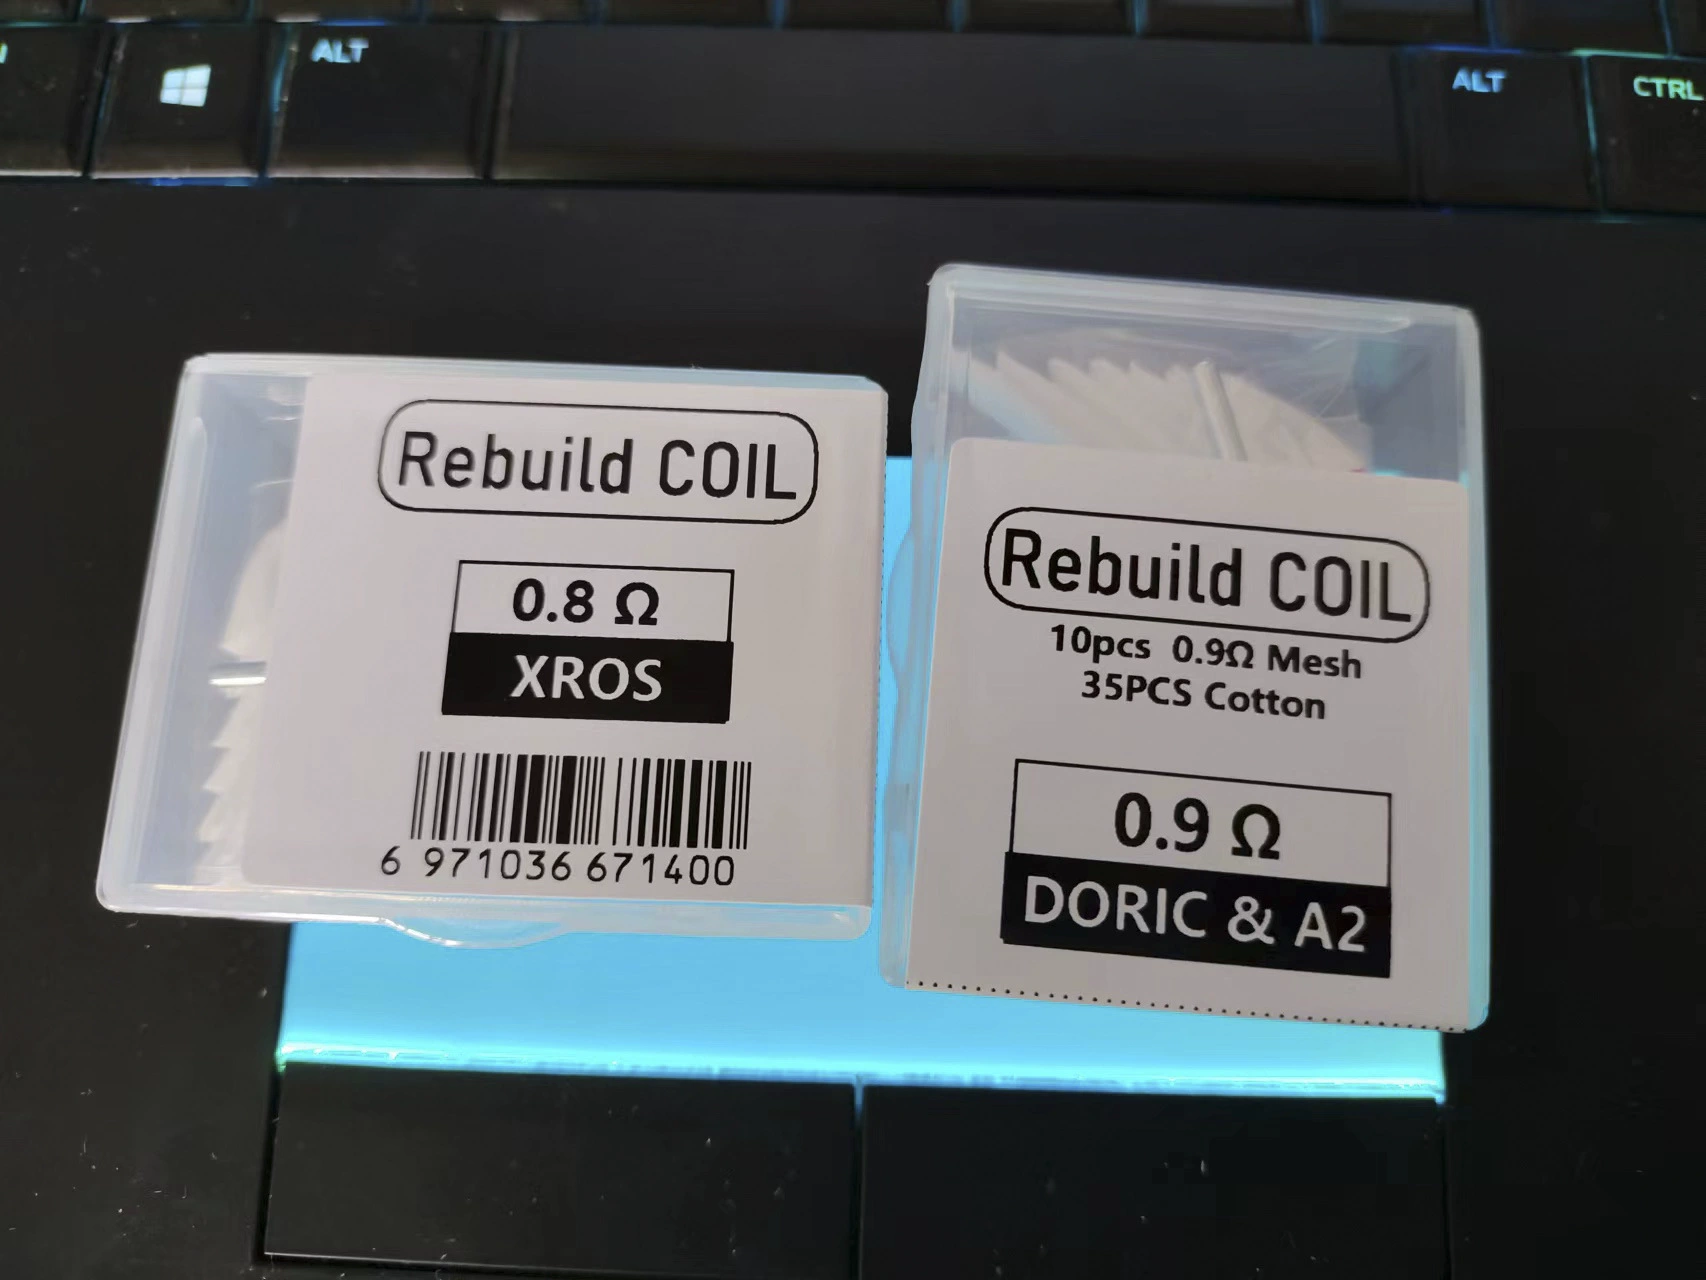 ALT
ALT
CTRL
Rebuild COIL
0.8 Ω
XROS
6 971036 671400
Rebuild COIL
10pcs 0.9Ω Mesh
35PCS Cotton
0.9 Ω
DORIC & A2